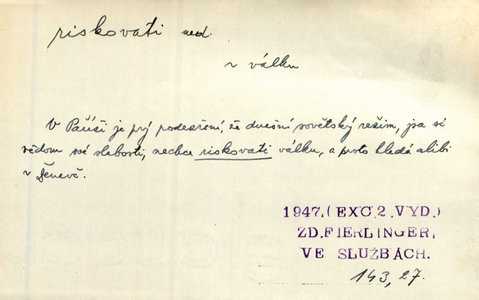 riskovati ned.
válku
V Paříži je prý podezření, že dnešní sovětský režim, jsa si
vědom své slabosti, nechce riskovati válku, a proto hledá alibi
v Ženevě.
1947.(EXC.2.VYD.)
ZD.FIERLINGER,
VE SLUŽBÁCH.
143,27.